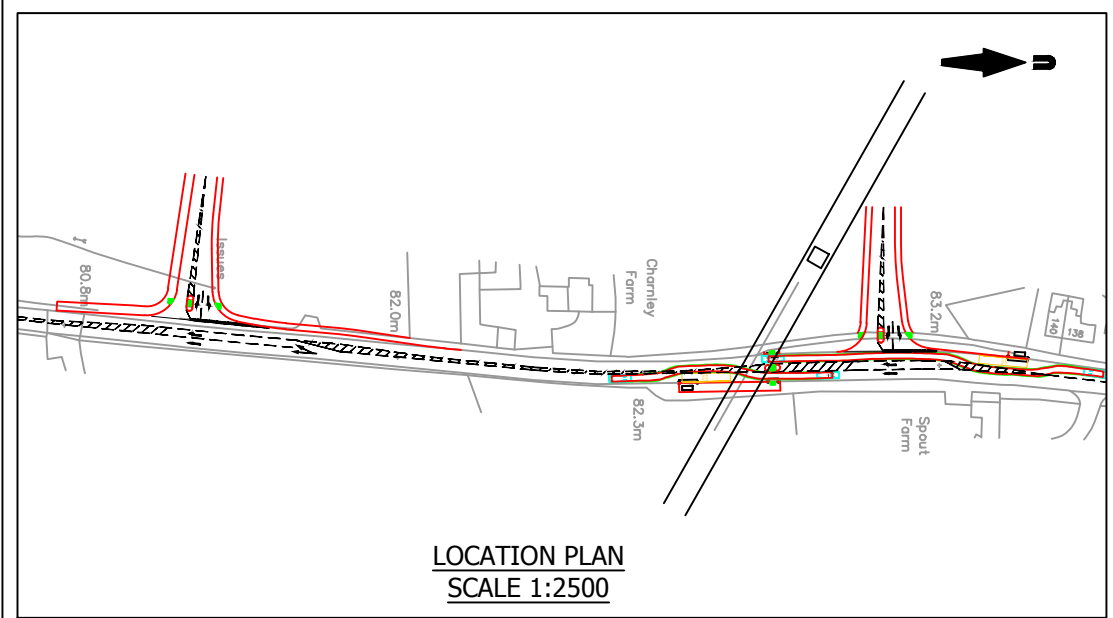 n
Issues
80.8m
82.0m
Charnley
Farm
82.3m
83.2m
140
138
Spout
Farm
LOCATION PLAN
SCALE 1:2500